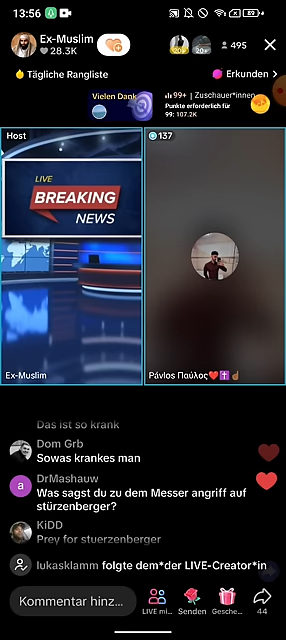 13:56
89
Ex-Muslim
28.3K
20+
495
Tägliche Rangliste
Erkunden >
Vielen Dank
99+ | Zuschauer*innen
Punkte erforderlich für
99: 107.2K
Host
137
LIVE
BREAKING
NEWS
Ex-Muslim
Pávlos Παύλος❤️✝️☝🏾
Das ist so krank
Dom Grb
Sowas krankes man
a
DrMashauw
Was sagst du zu dem Messer angriff auf
stürzenberger?
KiDD
Prey for stuerzenberger
lukasklamm folgte dem*der LIVE-Creator*in
Kommentar hinz...
LIVE mi...
Senden
Gesche...
44